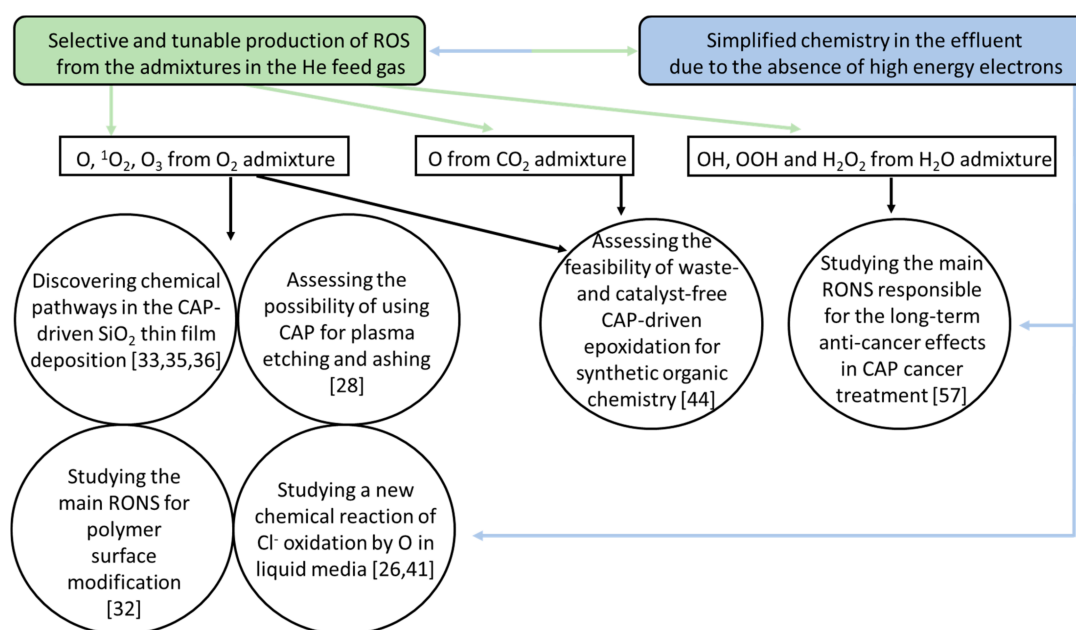 Selective and tunable production of ROS
from the admixtures in the He feed gas
Simplified chemistry in the effluent
due to the absence of high energy electrons
O, ¹O₂, O₃ from O₂ admixture
O from CO₂ admixture
OH, OOH and H₂O₂ from H₂O admixture
Discovering chemical
pathways in the CAP-
driven SiO₂ thin film
deposition [33,35,36]
Assessing the
possibility of using
CAP for plasma
etching and ashing
[28]
Assessing the
feasibility of waste-
and catalyst-free
CAP-driven
epoxidation for
synthetic organic
chemistry [44]
Studying the main
RONS responsible
for the long-term
anti-cancer effects
in CAP cancer
treatment [57]
Studying the
main RONS for
polymer
surface
modification
[32]
Studying a new
chemical reaction of
Cl⁻ oxidation by O in
liquid media [26,41]